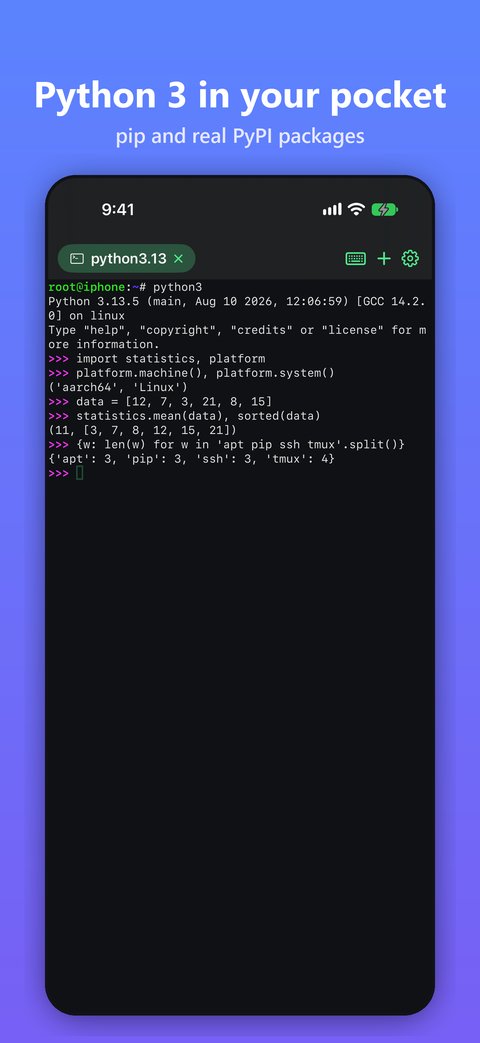 Python 3 in your pocket
pip and real PyPI packages
9:41
python3.13
root@iphone:~# python3
Python 3.13.5 (main, Aug 10 2026, 12:06:59) [GCC 14.2.
0] on linux
Type "help", "copyright", "credits" or "license" for m
ore information.
>>> import statistics, platform
>>> platform.machine(), platform.system()
('aarch64', 'Linux')
>>> data = [12, 7, 3, 21, 8, 15]
>>> statistics.mean(data), sorted(data)
(11, [3, 7, 8, 12, 15, 21])
>>> {w: len(w) for w in 'apt pip ssh tmux'.split()}
{'apt': 3, 'pip': 3, 'ssh': 3, 'tmux': 4}
>>>